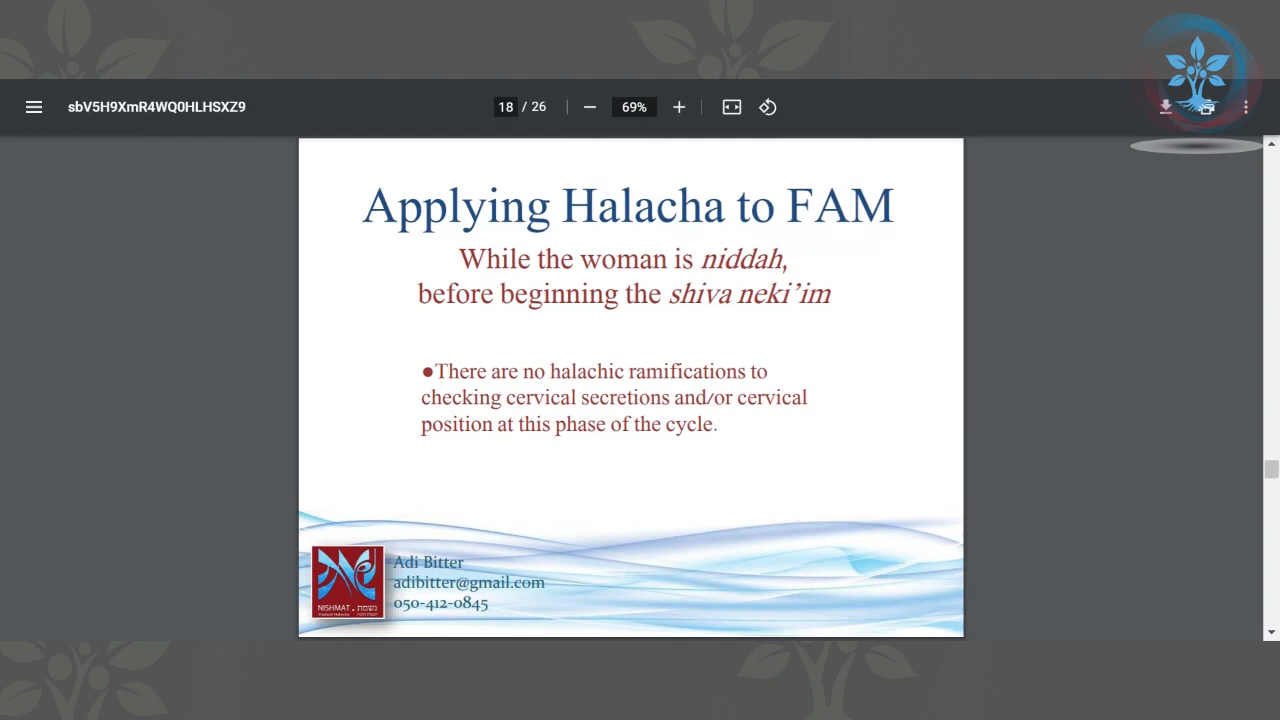 sbV5H9XmR4WQ0HLHSXZ9
18 / 26
69%
Applying Halacha to FAM
While the woman is niddah,
before beginning the shiva neki’im
●There are no halachic ramifications to
checking cervical secretions and/or cervical
position at this phase of the cycle.
Adi Bitter
adibitter@gmail.com
050-412-0845
NISHMAT . נשמת